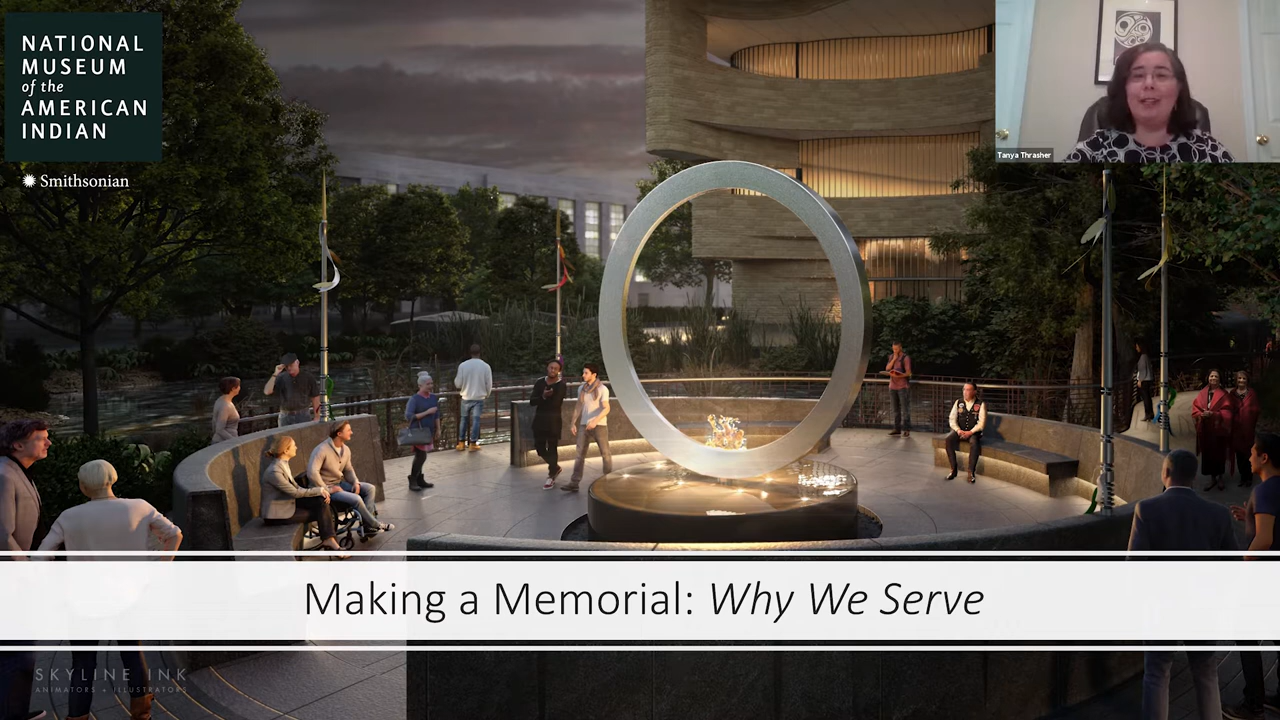 NATIONAL
MUSEUM
of the
AMERICAN
INDIAN
Smithsonian
Tanya Thrasher
Making a Memorial: Why We Serve
SKYLINE INK
ANIMATORS + ILLUSTRATORS